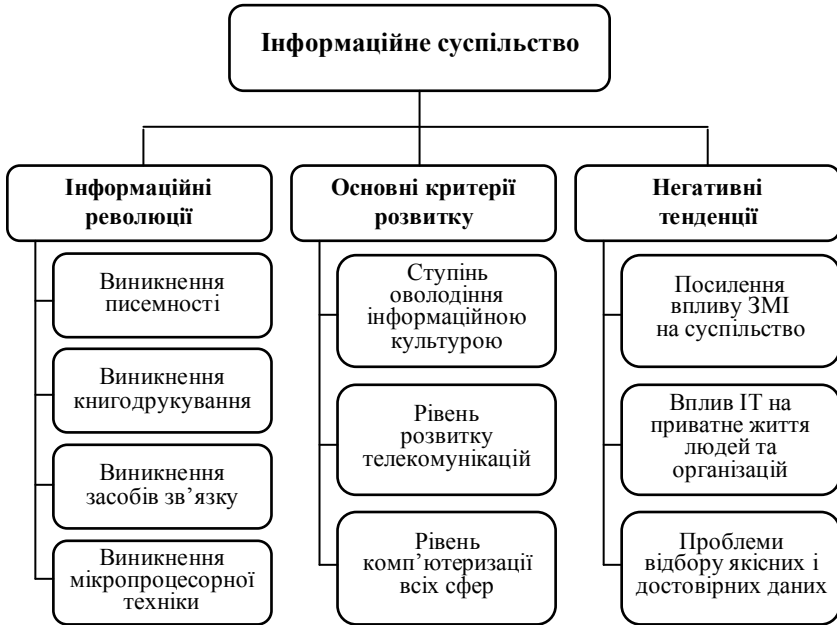 Інформаційне суспільство
Інформаційні
революції
Виникнення
писемності
Виникнення
книгодрукування
Виникнення
засобів зв’язку
Виникнення
мікропроцесорної
техніки
Основні критерії
розвитку
Ступінь
оволодіння
інформаційною
культурою
Рівень
розвитку
телекомунікацій
Рівень
комп’ютеризації
всіх сфер
Негативні
тенденції
Посилення
впливу ЗМІ
на суспільство
Вплив ІТ на
приватне життя
людей та
організацій
Проблеми
відбору якісних і
достовірних даних